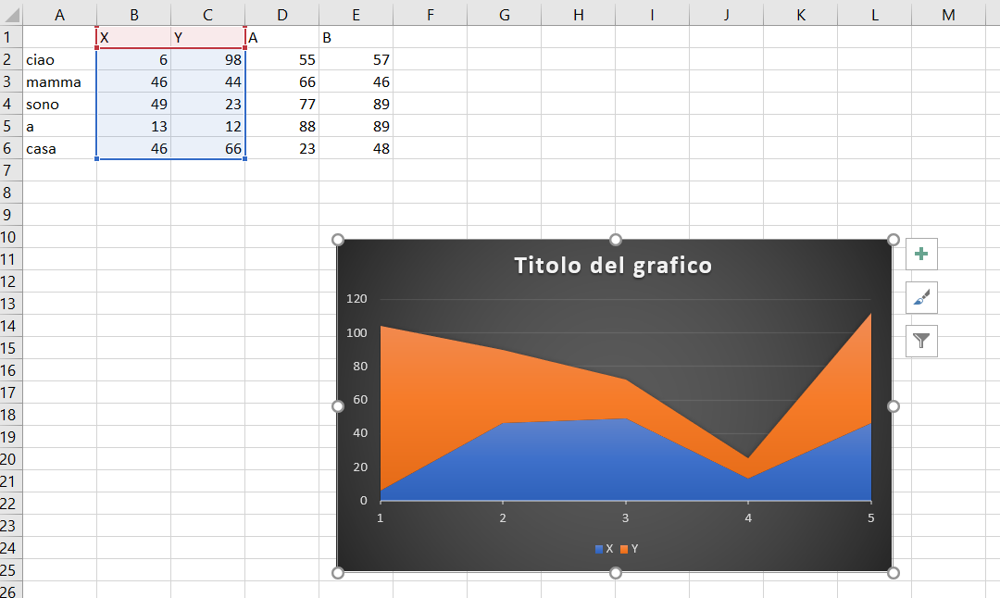 A B C D E F G H I J K L M
1 X Y A B
2 ciao 6 98 55 57
3 mamma 46 44 66 46
4 sono 49 23 77 89
5 a 13 12 88 89
6 casa 46 66 23 48
7
8
9
10
11
12
13
14
15
16
17
18
19
20
21
22
23
24
25
26
Titolo del grafico
120
100
80
60
40
20
0
1 2 3 4 5
X Y